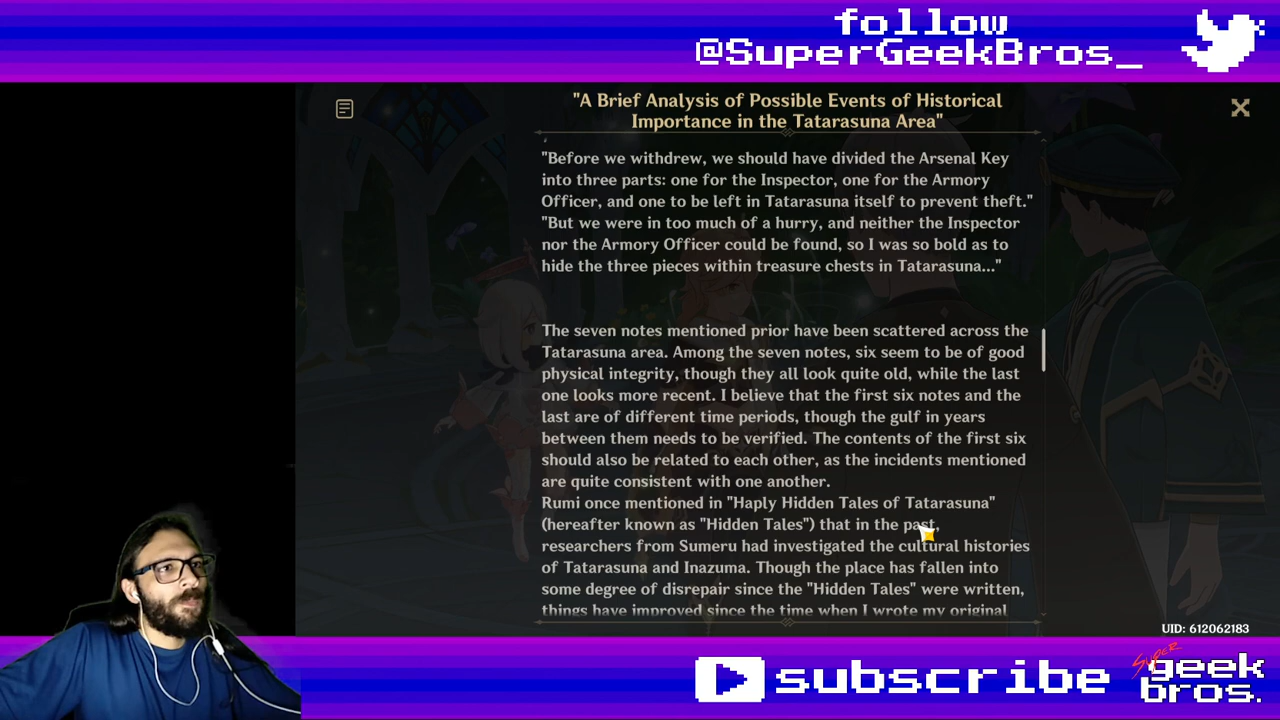 follow
@SuperGeekBros_
"A Brief Analysis of Possible Events of Historical
Importance in the Tatarasuna Area"
"Before we withdrew, we should have divided the Arsenal Key
into three parts: one for the Inspector, one for the Armory
Officer, and one to be left in Tatarasuna itself to prevent theft."
"But we were in too much of a hurry, and neither the Inspector
nor the Armory Officer could be found, so I was so bold as to
hide the three pieces within treasure chests in Tatarasuna..."
The seven notes mentioned prior have been scattered across the
Tatarasuna area. Among the seven notes, six seem to be of good
physical integrity, though they all look quite old, while the last
one looks more recent. I believe that the first six notes and the
last are of different time periods, though the gulf in years
between them needs to be verified. The contents of the first six
should also be related to each other, as the incidents mentioned
are quite consistent with one another.
Rumi once mentioned in "Haply Hidden Tales of Tatarasuna"
(hereafter known as "Hidden Tales") that in the past,
researchers from Sumeru had investigated the cultural histories
of Tatarasuna and Inazuma. Though the place has fallen into
some degree of disrepair since the "Hidden Tales" were written,
things have improved since the time when I wrote my original
UID: 612062183
subscribe
SUPER
geek
bros.